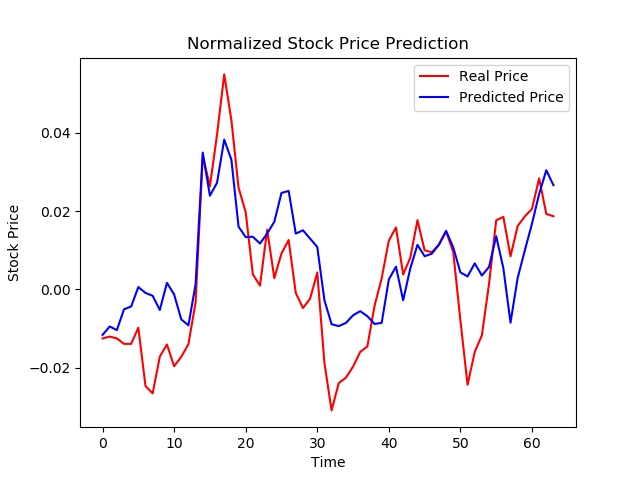 Normalized Stock Price Prediction
Real Price
Predicted Price
Stock Price
0.04
0.02
0.00
−0.02
0
10
20
30
40
50
60
Time